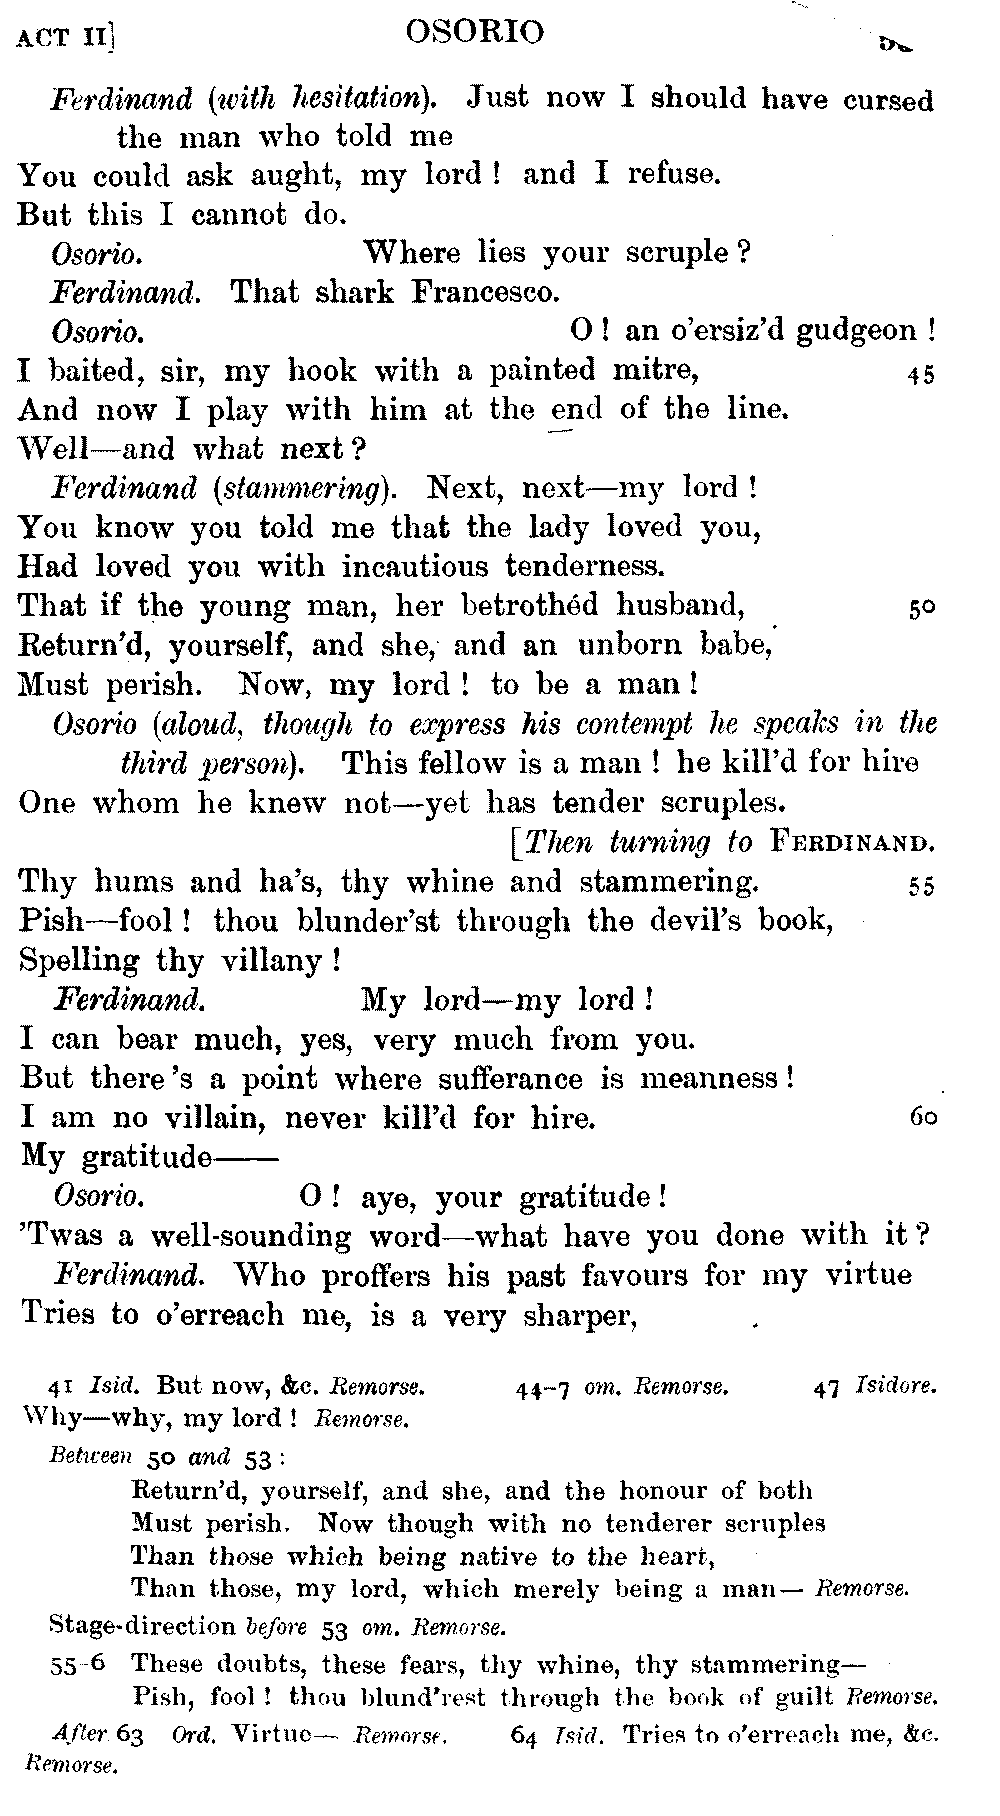 ACT II]
OSORIO
Ferdinand (with hesitation). Just now I should have cursed
the man who told me
You could ask aught, my lord ! and I refuse.
But this I cannot do.
Osorio. Where lies your scruple ?
Ferdinand. That shark Francesco.
Osorio. O ! an o'ersiz'd gudgeon !
I baited, sir, my hook with a painted mitre, 45
And now I play with him at the end of the line.
Well—and what next ?
Ferdinand (stammering). Next, next—my lord !
You know you told me that the lady loved you,
Had loved you with incautious tenderness.
That if the young man, her betrothéd husband, 50
Return'd, yourself, and she, and an unborn babe,
Must perish. Now, my lord ! to be a man !
Osorio (aloud, though to express his contempt he speaks in the
third person). This fellow is a man ! he kill'd for hire
One whom he knew not—yet has tender scruples.
[Then turning to FERDINAND.
Thy hums and ha's, thy whine and stammering. 55
Pish—fool ! thou blunder'st through the devil's book,
Spelling thy villany !
Ferdinand. My lord—my lord !
I can bear much, yes, very much from you.
But there's a point where sufferance is meanness !
I am no villain, never kill'd for hire. 60
My gratitude——
Osorio. O ! aye, your gratitude !
'Twas a well-sounding word—what have you done with it ?
Ferdinand. Who proffers his past favours for my virtue
Tries to o'erreach me, is a very sharper,
41 Isid. But now, &c. Remorse. 44-7 om. Remorse. 47 Isidore.
Why—why, my lord ! Remorse.
Between 50 and 53 :
Return'd, yourself, and she, and the honour of both
Must perish. Now though with no tenderer scruples
Than those which being native to the heart,
Than those, my lord, which merely being a man— Remorse.
Stage-direction before 53 om. Remorse.
55-6 These doubts, these fears, thy whine, thy stammering—
Pish, fool ! thou blund'rest through the book of guilt Remorse.
After 63 Ord. Virtue— Remorse. 64 Isid. Tries to o'erreach me, &c.
Remorse.